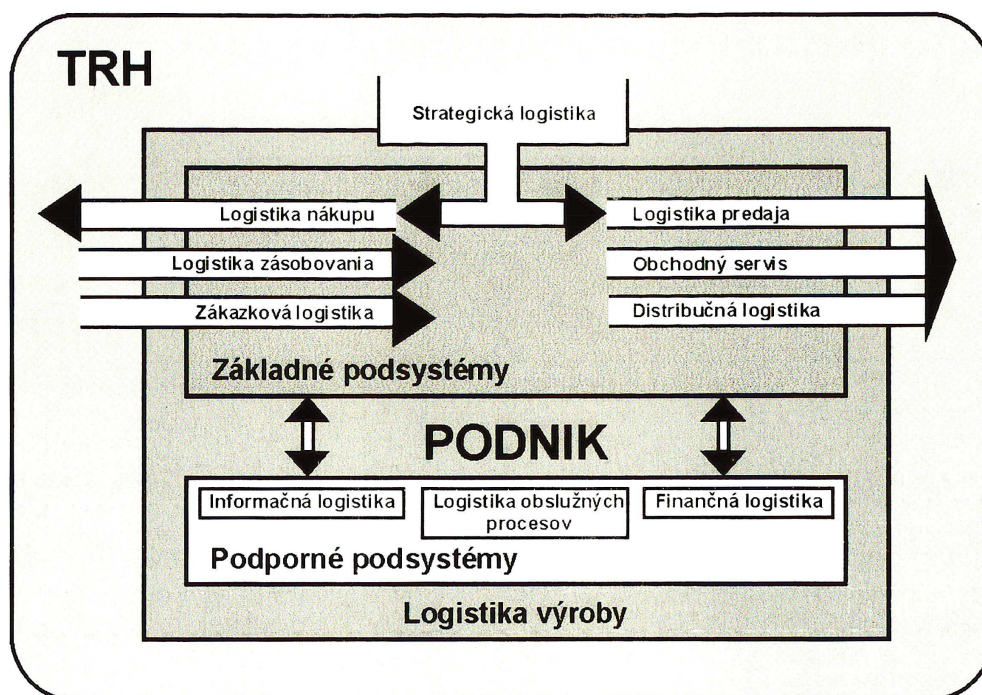 TRH
Strategická logistika
Logistika nákupu
Logistika predaja
Logistika zásobovania
Obchodný servis
Zákazková logistika
Distribučná logistika
Základné podsystémy
PODNIK
Informačná logistika
Logistika obslužných
procesov
Finančná logistika
Podporné podsystémy
Logistika výroby